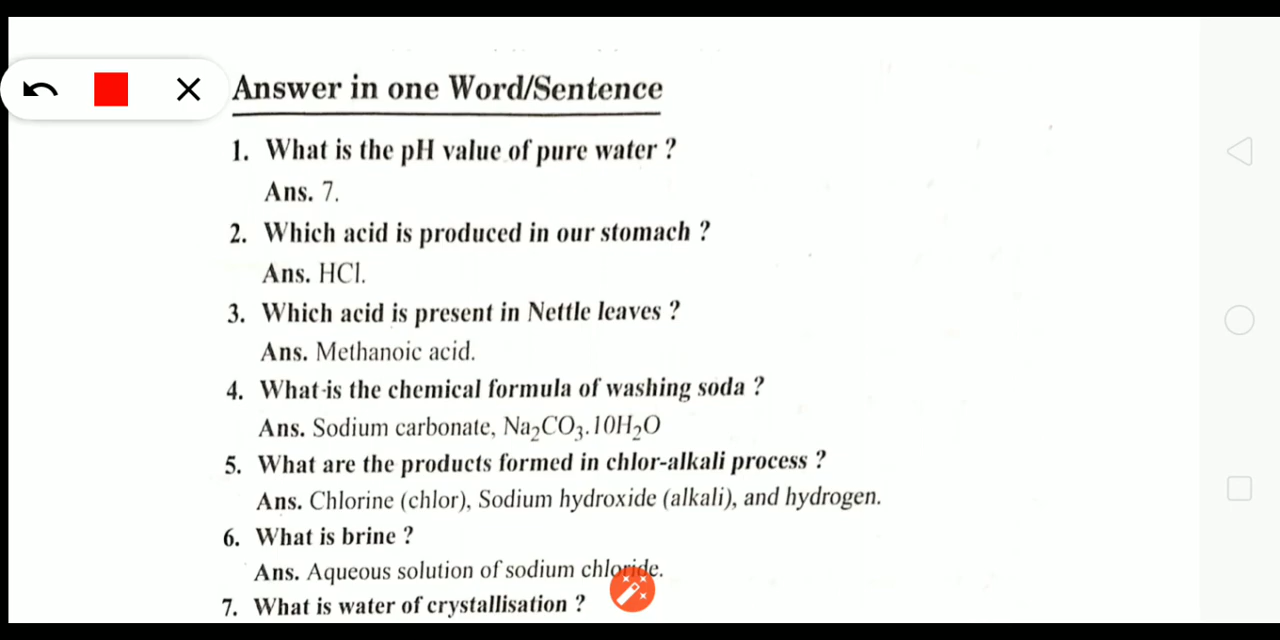 Answer in one Word/Sentence
1. What is the pH value of pure water ?
Ans. 7.
2. Which acid is produced in our stomach ?
Ans. HCl.
3. Which acid is present in Nettle leaves ?
Ans. Methanoic acid.
4. What is the chemical formula of washing soda ?
Ans. Sodium carbonate, Na₂CO₃.10H₂O
5. What are the products formed in chlor-alkali process ?
Ans. Chlorine (chlor), Sodium hydroxide (alkali), and hydrogen.
6. What is brine ?
Ans. Aqueous solution of sodium chloride.
7. What is water of crystallisation ?